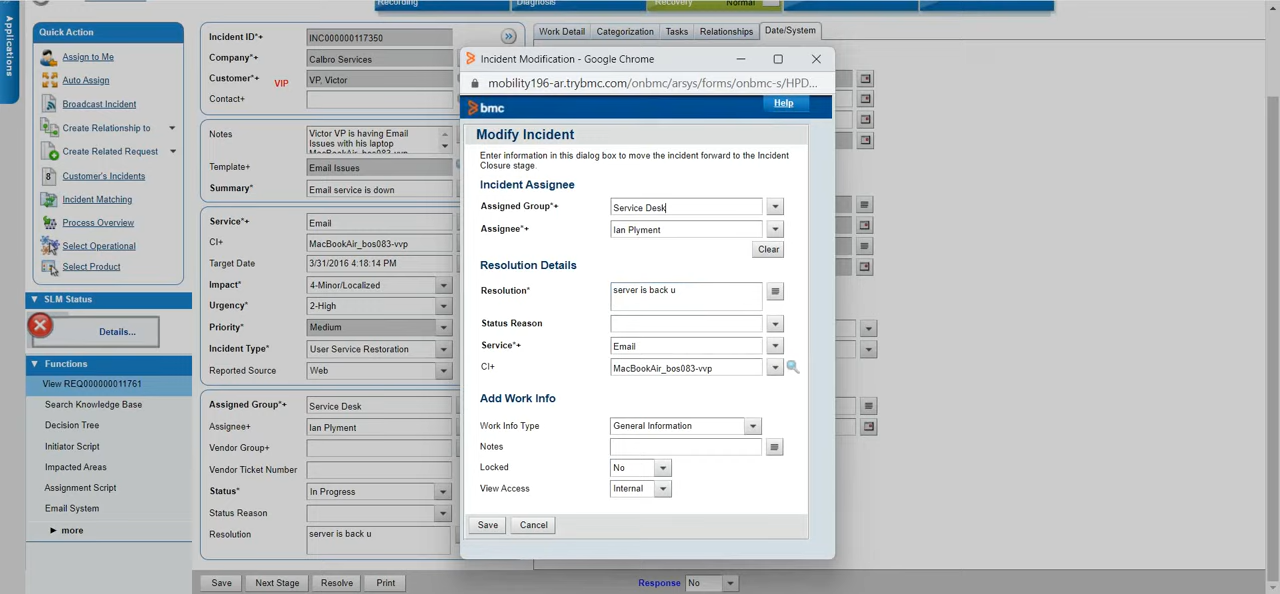 Recording
Diagnosis
Recovery
Normal
Applications
Quick Action
Assign to Me
Auto Assign
Broadcast Incident
Create Relationship to
Create Related Request
Customer's Incidents
Incident Matching
Process Overview
Select Operational
Select Product
SLM Status
Details...
Functions
View REQ000000011761
Search Knowledge Base
Decision Tree
Initiator Script
Impacted Areas
Assignment Script
Email System
more
Incident ID*+ INC000000117350
Company*+ Calbro Services
Customer*+ VIP VP, Victor
Contact+
Notes Victor VP is having Email
Issues with his laptop
MacBookAir_bos083-vvp
Template+ Email Issues
Summary* Email service is down
Service*+ Email
CI+ MacBookAir_bos083-vvp
Target Date 3/31/2016 4:18:14 PM
Impact* 4-Minor/Localized
Urgency* 2-High
Priority* Medium
Incident Type* User Service Restoration
Reported Source Web
Assigned Group*+ Service Desk
Assignee+ Ian Plyment
Vendor Group+
Vendor Ticket Number
Status* In Progress
Status Reason
Resolution server is back u
Save Next Stage Resolve Print
Response No
Work Detail Categorization Tasks Relationships Date/System
Incident Modification - Google Chrome
mobility196-ar.trybmc.com/onbmc/arsys/forms/onbmc-s/HPD...
bmc
Help
Modify Incident
Enter information in this dialog box to move the incident forward to the Incident
Closure stage.
Incident Assignee
Assigned Group*+ Service Desk
Assignee*+ Ian Plyment
Clear
Resolution Details
Resolution* server is back u
Status Reason
Service*+ Email
CI+ MacBookAir_bos083-vvp
Add Work Info
Work Info Type General Information
Notes
Locked No
View Access Internal
Save Cancel